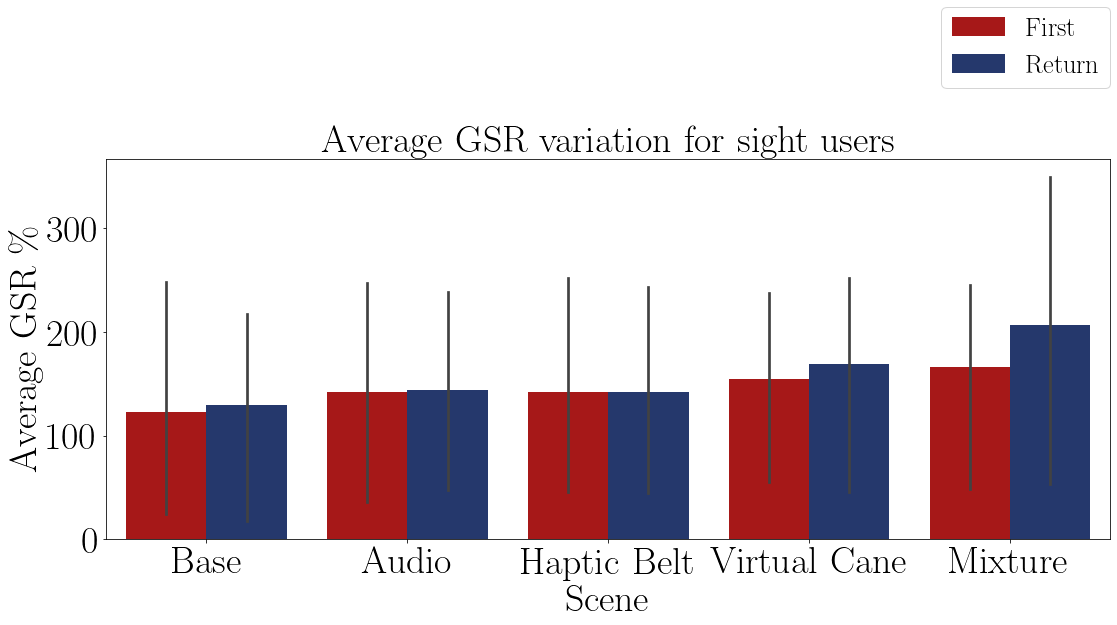 First
Return
Average GSR variation for sight users
Average GSR %
300
200
100
0
Base Audio Haptic Belt Virtual Cane Mixture
Scene